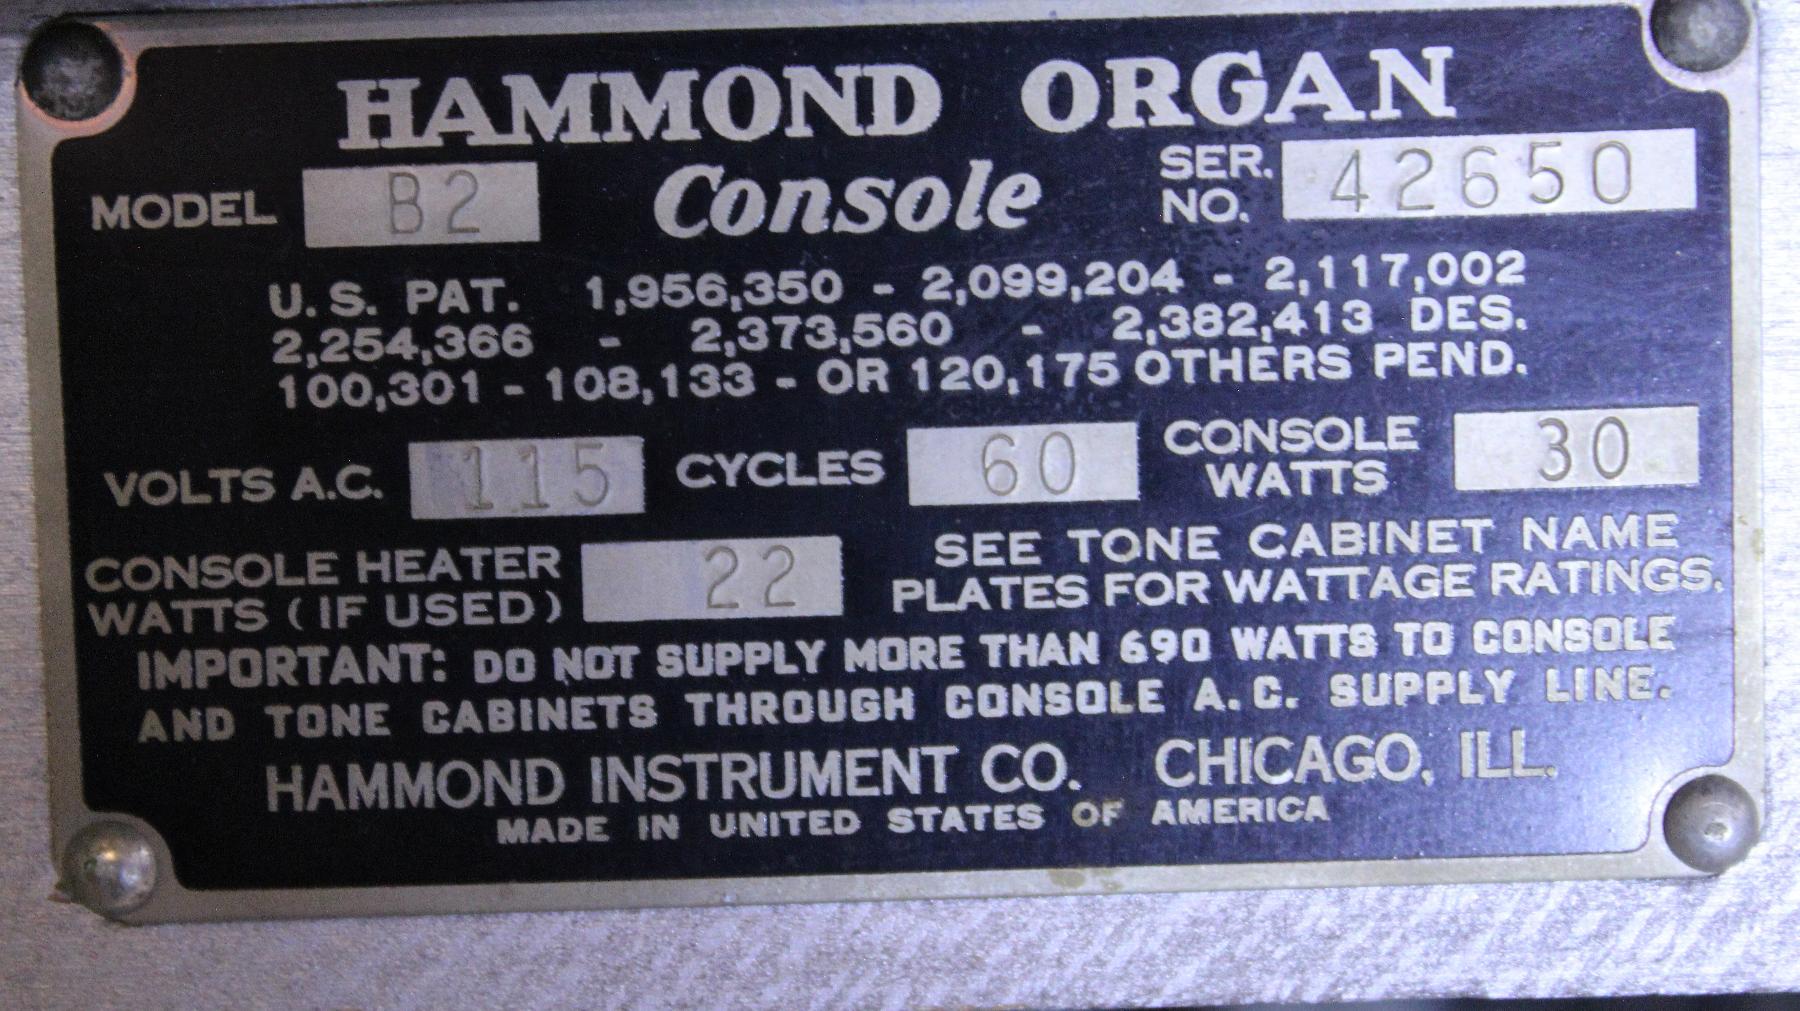 HAMMOND ORGAN
MODEL B2 Console SER. NO. 42650
U.S. PAT. 1,956,350 - 2,099,204 - 2,117,002
2,254,366 - 2,373,560 - 2,382,413 DES.
100,301 - 108,133 - OR 120,175 OTHERS PEND.
VOLTS A.C. 115 CYCLES 60 CONSOLE WATTS 30
CONSOLE HEATER WATTS (IF USED) 22
SEE TONE CABINET NAME
PLATES FOR WATTAGE RATINGS.
IMPORTANT: DO NOT SUPPLY MORE THAN 690 WATTS TO CONSOLE
AND TONE CABINETS THROUGH CONSOLE A.C. SUPPLY LINE.
HAMMOND INSTRUMENT CO. CHICAGO, ILL.
MADE IN UNITED STATES OF AMERICA